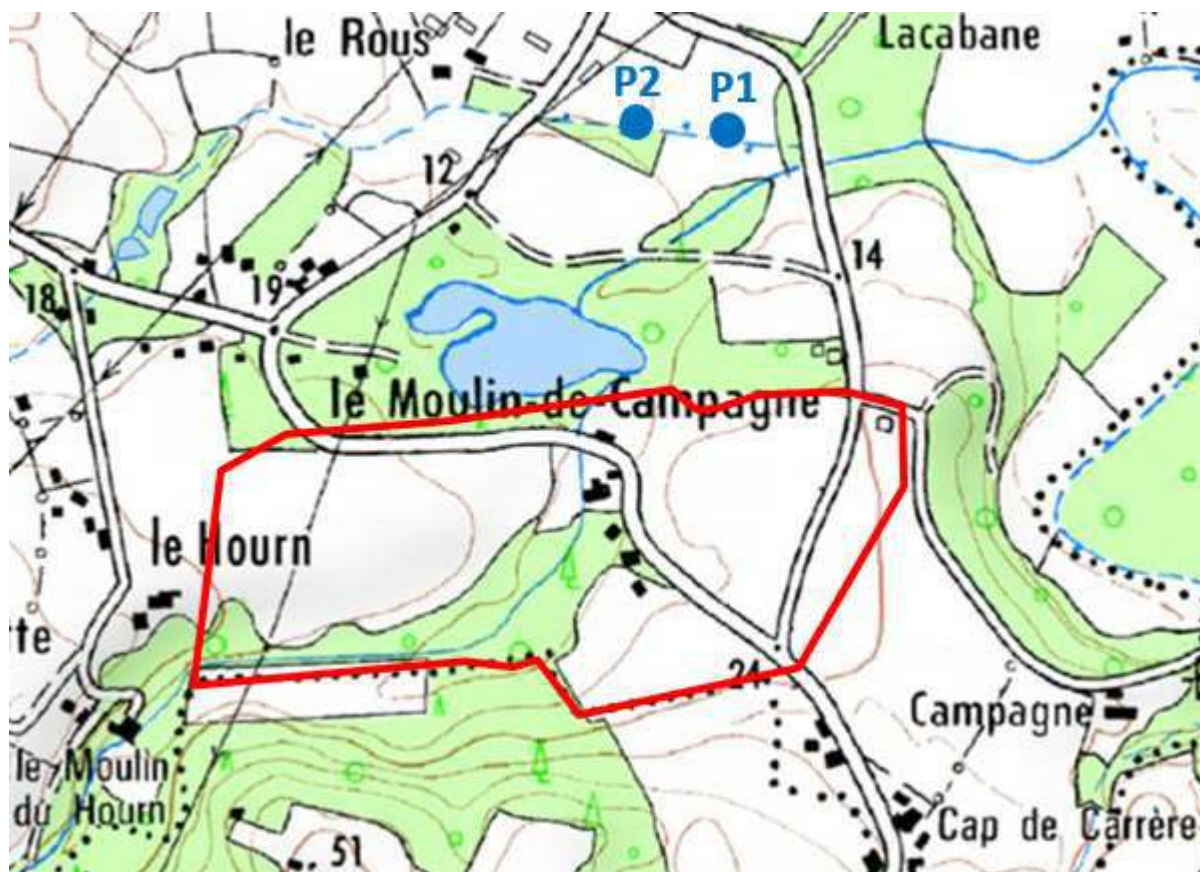 le Rous
Lacabane
P2
P1
12
14
19
18
le Moulin-de-Campagne
le Hourn
te
24
Campagne
le Moulin
du Hourn
Cap de Carrère
51